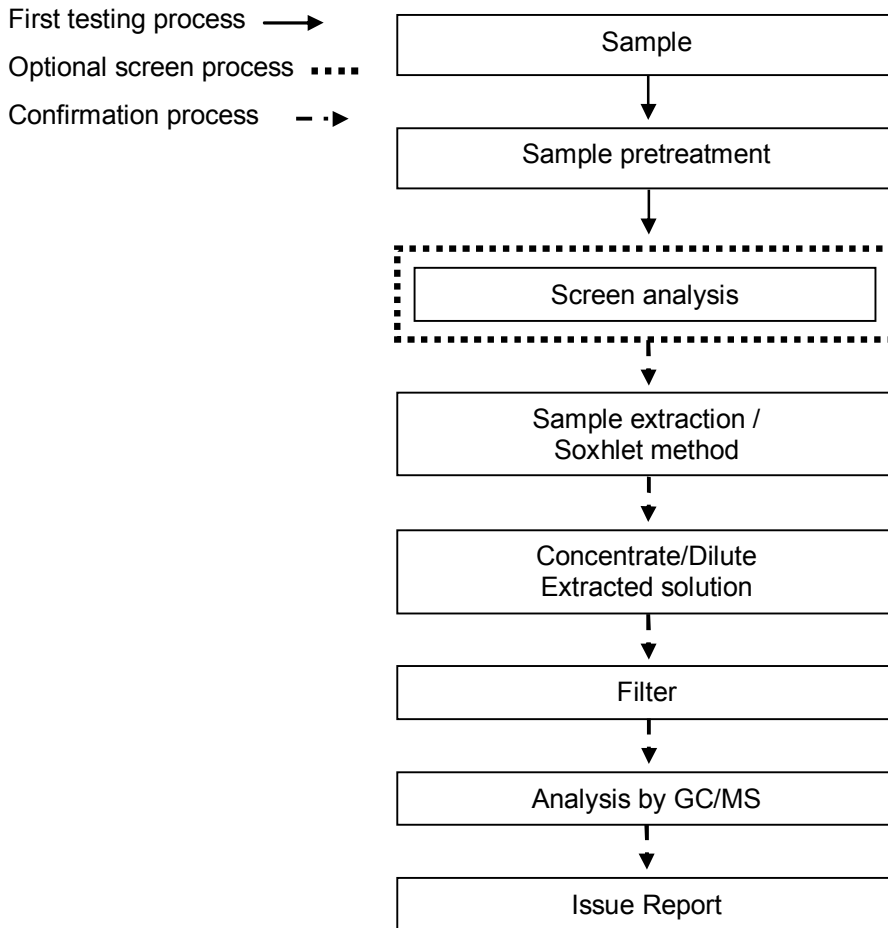 First testing process
Optional screen process
Confirmation process
Sample
Sample pretreatment
Screen analysis
Sample extraction /
Soxhlet method
Concentrate/Dilute
Extracted solution
Filter
Analysis by GC/MS
Issue Report